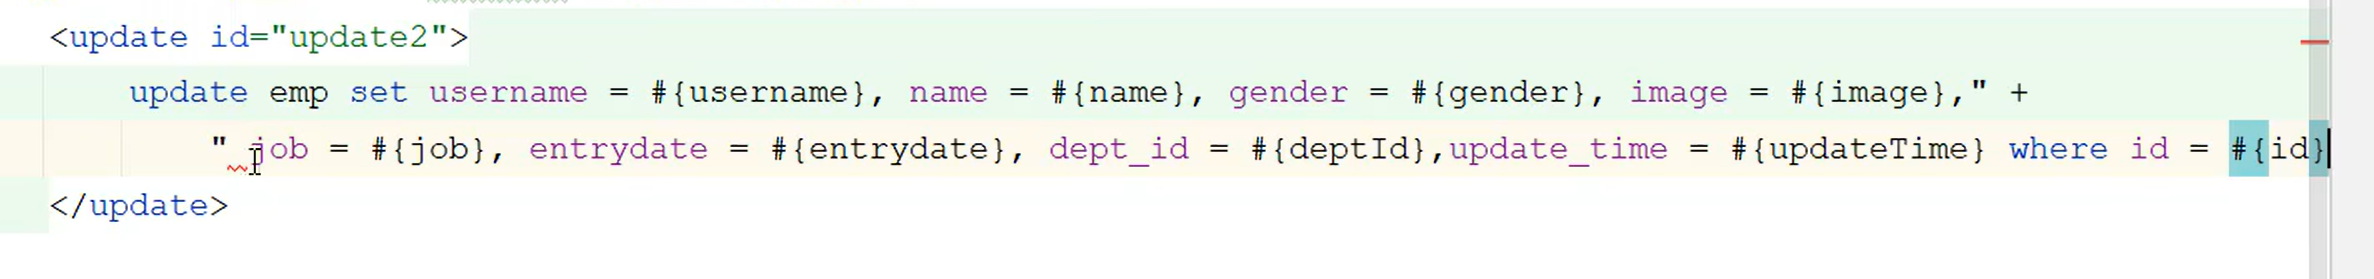 <update id="update2">
update emp set username = #{username}, name = #{name}, gender = #{gender}, image = #{image}," +
" job = #{job}, entrydate = #{entrydate}, dept_id = #{deptId},update_time = #{updateTime} where id = #{id}
</update>